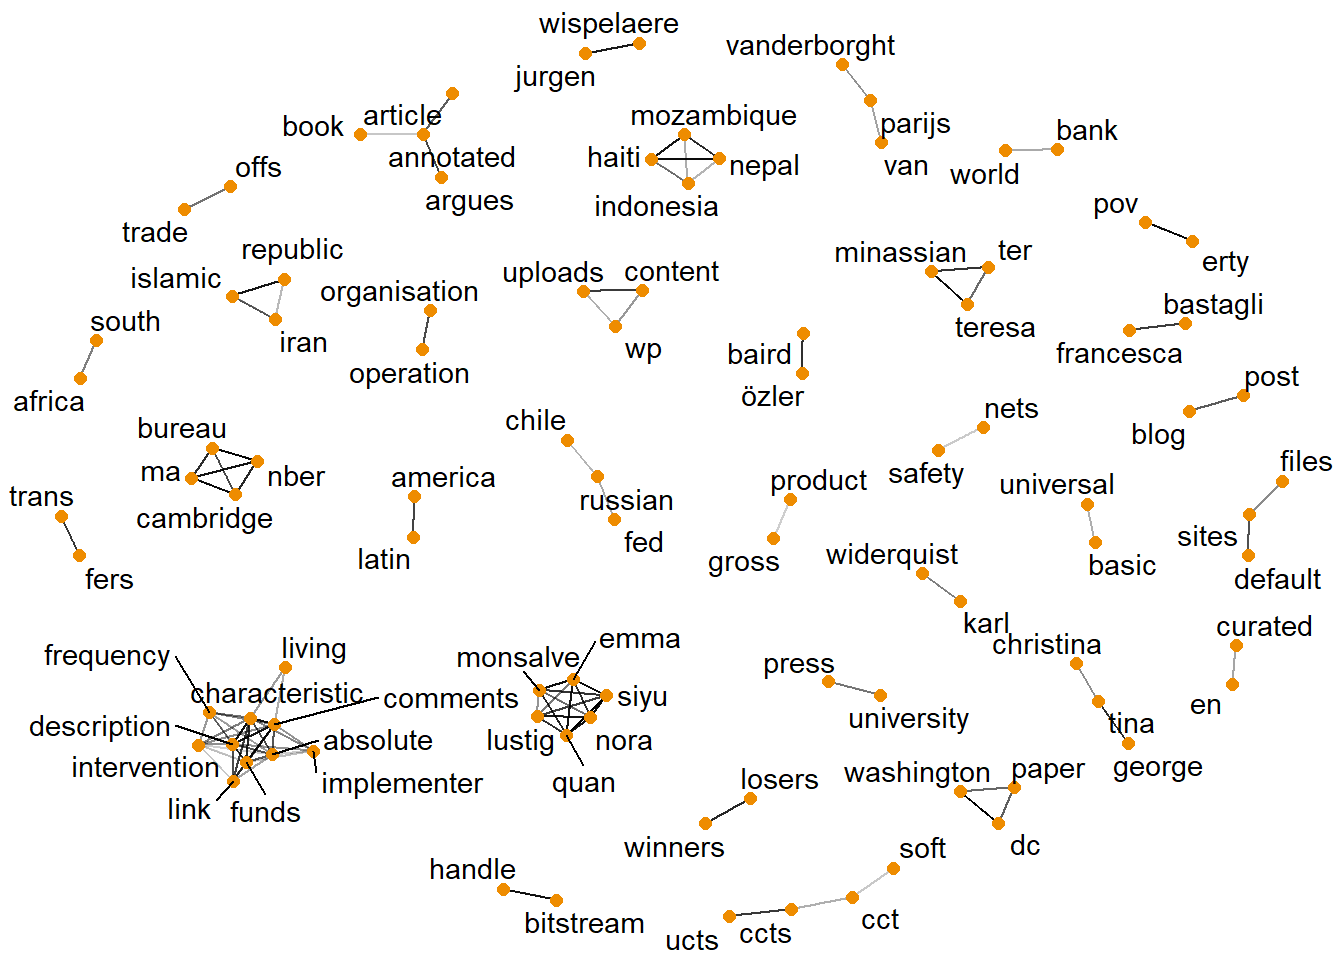 wispelaere
jurgen
vanderborght
parijs
van
book
article
annotated
argues
mozambique
haiti
nepal
indonesia
bank
world
offs
trade
pov
erty
republic
islamic
iran
organisation
operation
uploads
content
wp
minassian
ter
teresa
bastagli
francesca
south
africa
baird
özler
post
blog
chile
russian
fed
nets
safety
bureau
ma
nber
cambridge
america
latin
product
gross
universal
basic
files
sites
default
trans
fers
widerquist
karl
curated
en
christina
tina
george
frequency
living
characteristic
comments
description
absolute
intervention
implementer
link
funds
emma
monsalve
siyu
lustig
nora
quan
press
university
losers
winners
washington
paper
dc
handle
bitstream
soft
cct
ccts
ucts